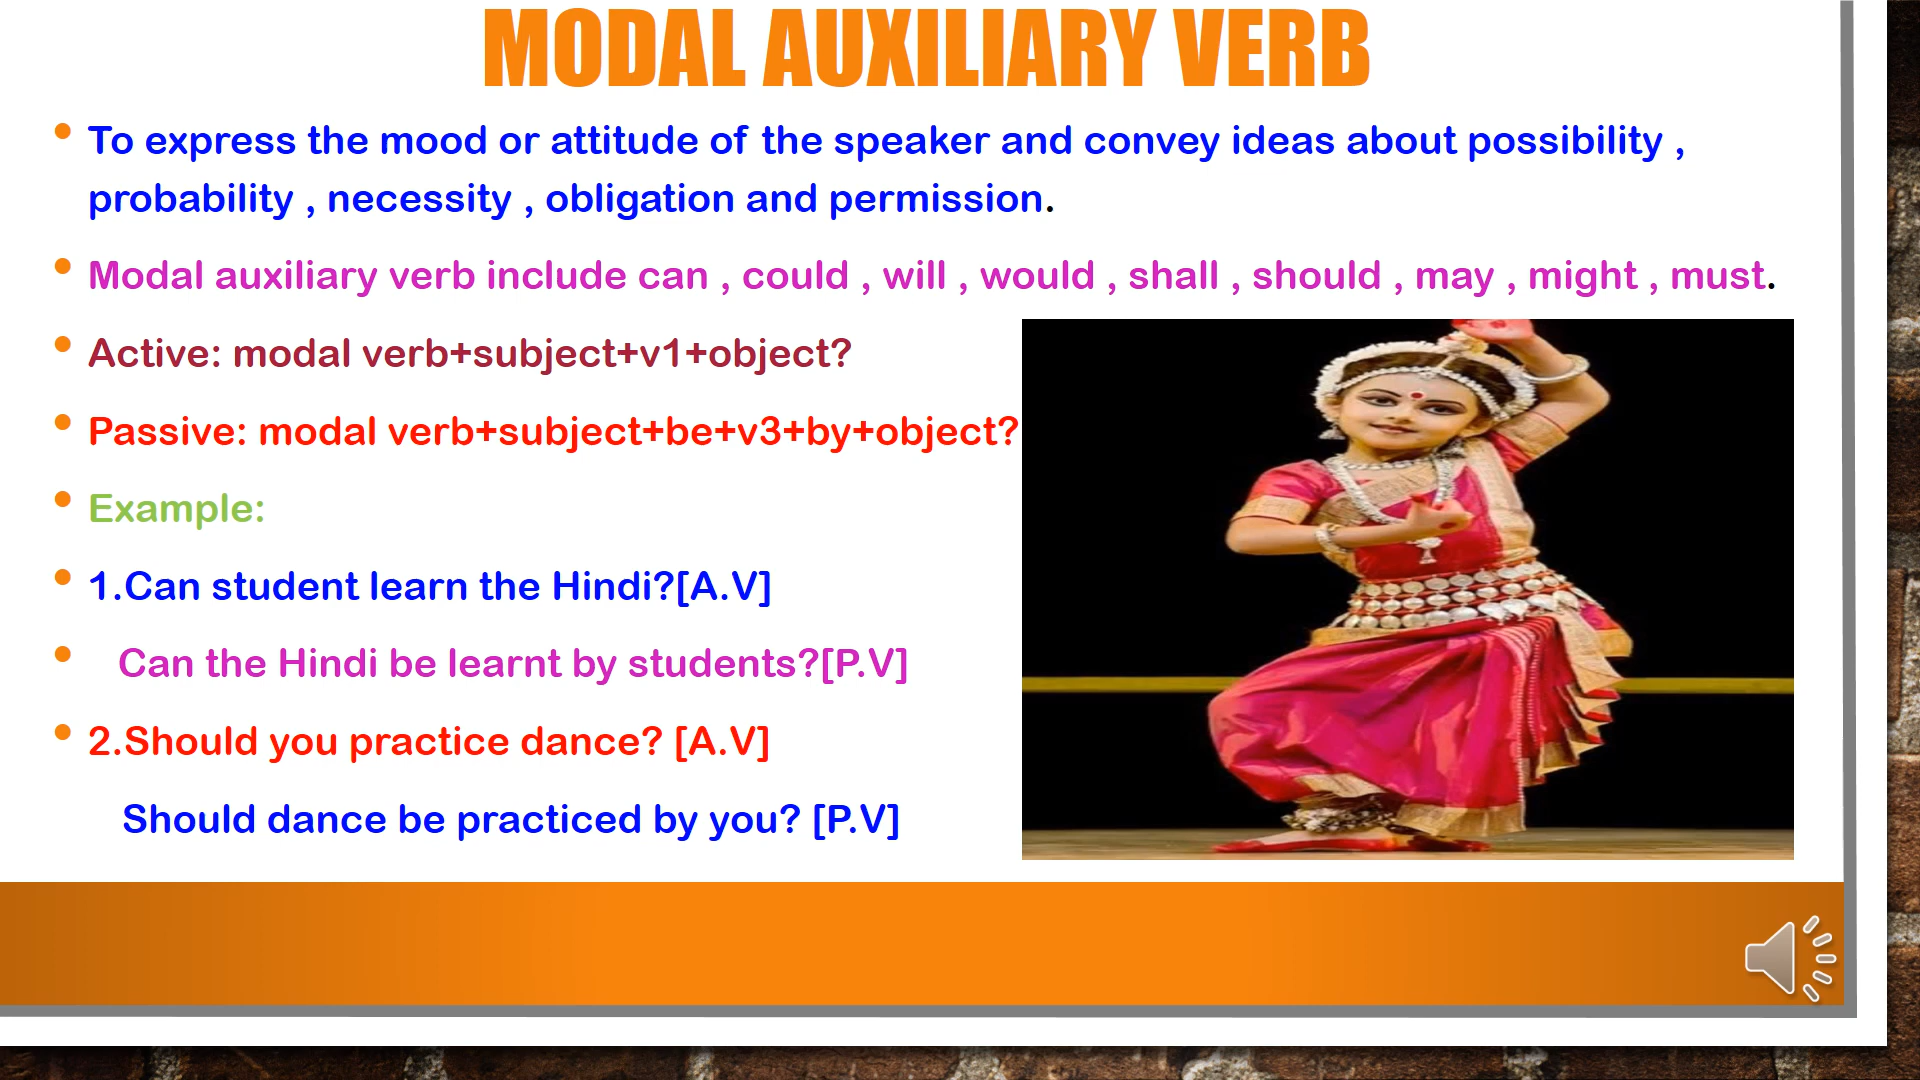 MODAL AUXILIARY VERB
• To express the mood or attitude of the speaker and convey ideas about possibility ,
probability , necessity , obligation and permission.
• Modal auxiliary verb include can , could , will , would , shall , should , may , might , must.
• Active: modal verb+subject+v1+object?
• Passive: modal verb+subject+be+v3+by+object?
• Example:
• 1.Can student learn the Hindi?[A.V]
• Can the Hindi be learnt by students?[P.V]
• 2.Should you practice dance? [A.V]
Should dance be practiced by you? [P.V]